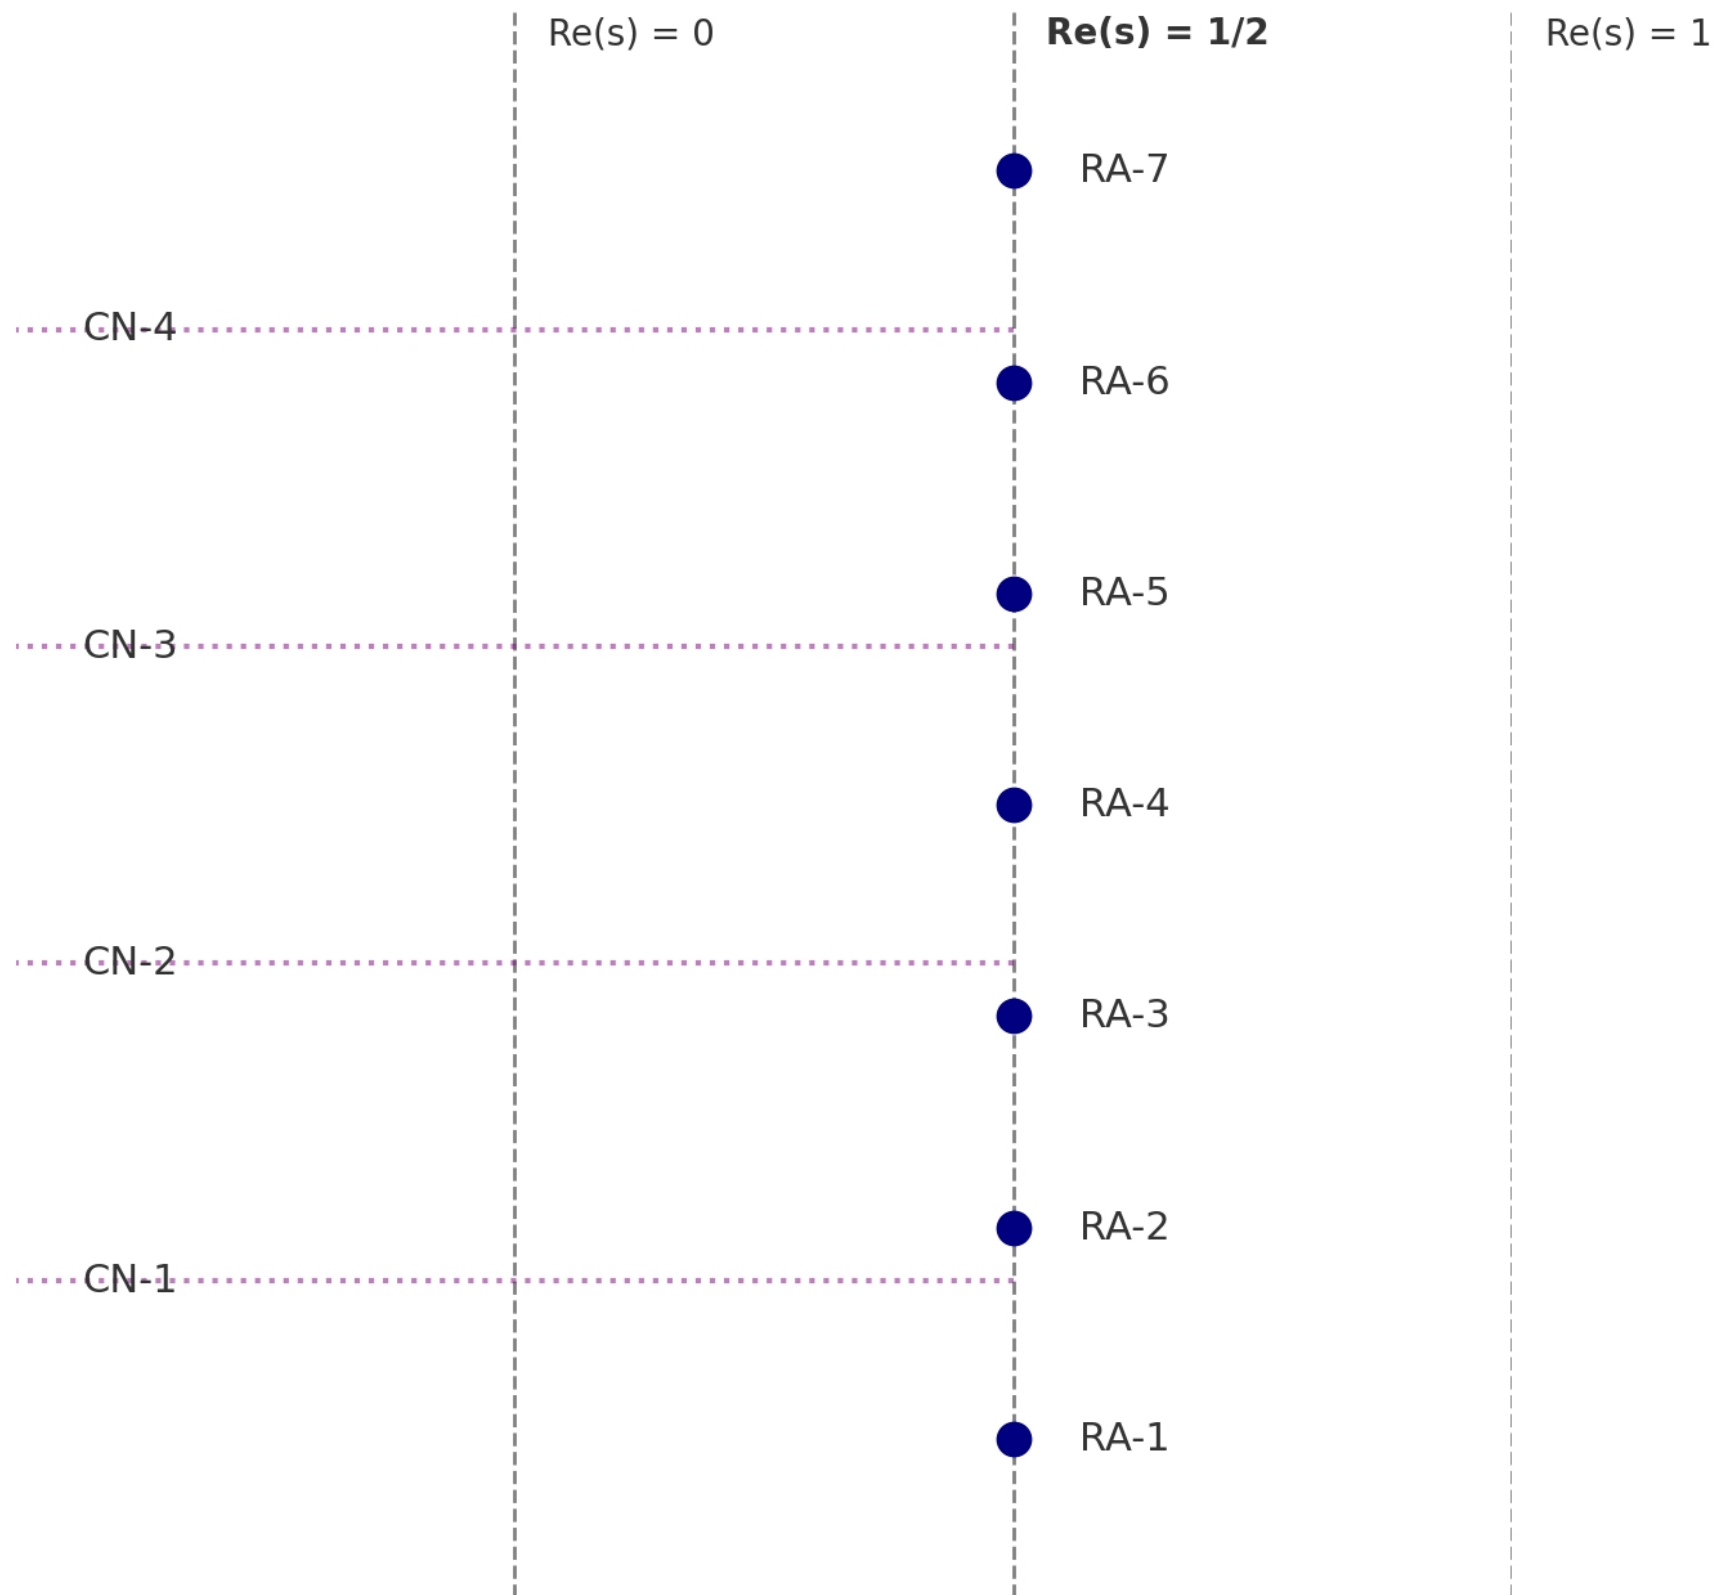 Re(s) = 0
Re(s) = 1/2
Re(s) = 1
RA-7
CN-4
RA-6
RA-5
CN-3
RA-4
CN-2
RA-3
RA-2
CN-1
RA-1